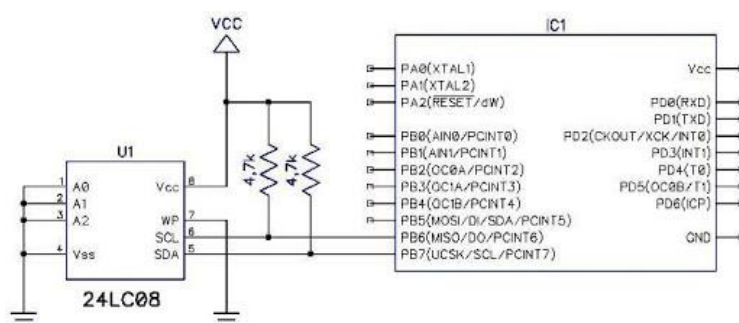 VCC
IC1
PA0(XTAL1)
PA1(XTAL2)
PA2(RESET/dW)
PB0(AIN0/PCINT0)
PB1(AIN1/PCINT1)
PB2(OC0A/PCINT2)
PB3(OC1A/PCINT3)
PB4(OC1B/PCINT4)
PB5(MOSI/DI/SDA/PCINT5)
PB6(MISO/DO/PCINT6)
PB7(UCSK/SCL/PCINT7)
Vcc
PD0(RXD)
PD1(TXD)
PD2(CKOUT/XCK/INT0)
PD3(INT1)
PD4(T0)
PD5(OC0B/T1)
PD6(ICP)
GND
4,7k
4,7k
U1
1 A0
2 A1
3 A2
4 Vss
Vcc 8
WP 7
SCL 6
SDA 5
24LC08